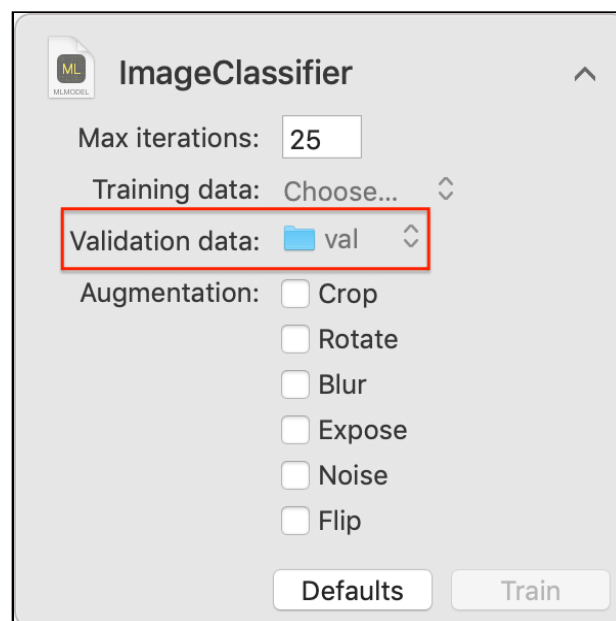 ML
MLMODEL
ImageClassifier
Max iterations: 25
Training data: Choose...
Validation data: val
Augmentation: Crop
Rotate
Blur
Expose
Noise
Flip
Defaults Train